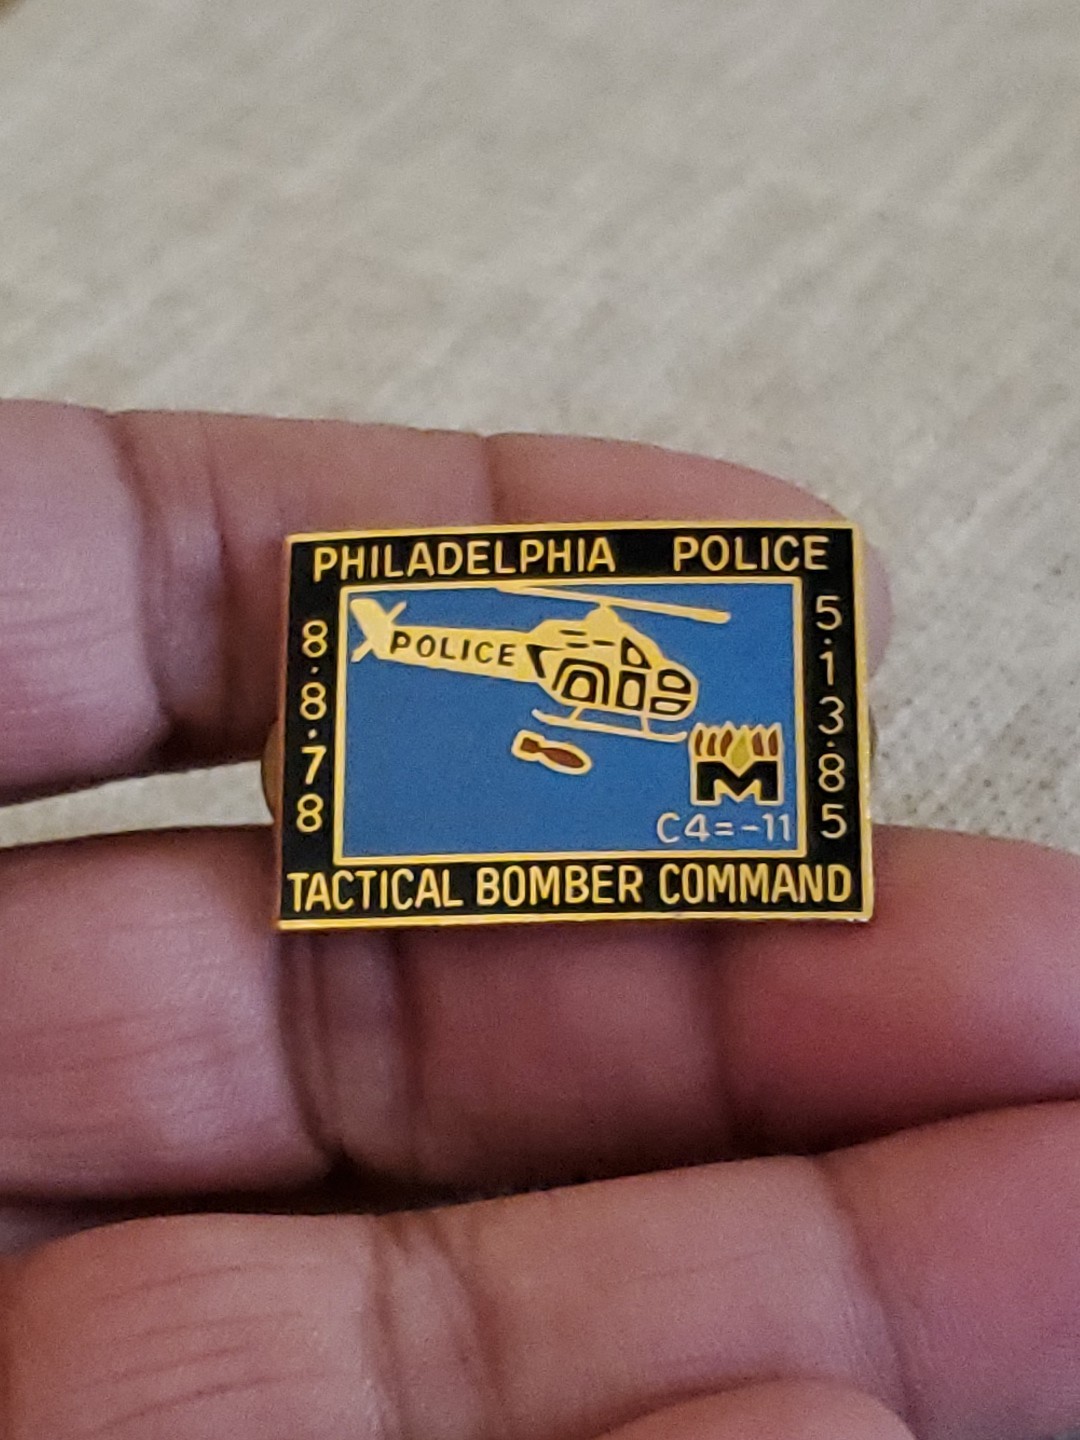 PHILADELPHIA POLICE
8.8.78
POLICE
5.13.85
M
C4=-11
TACTICAL BOMBER COMMAND